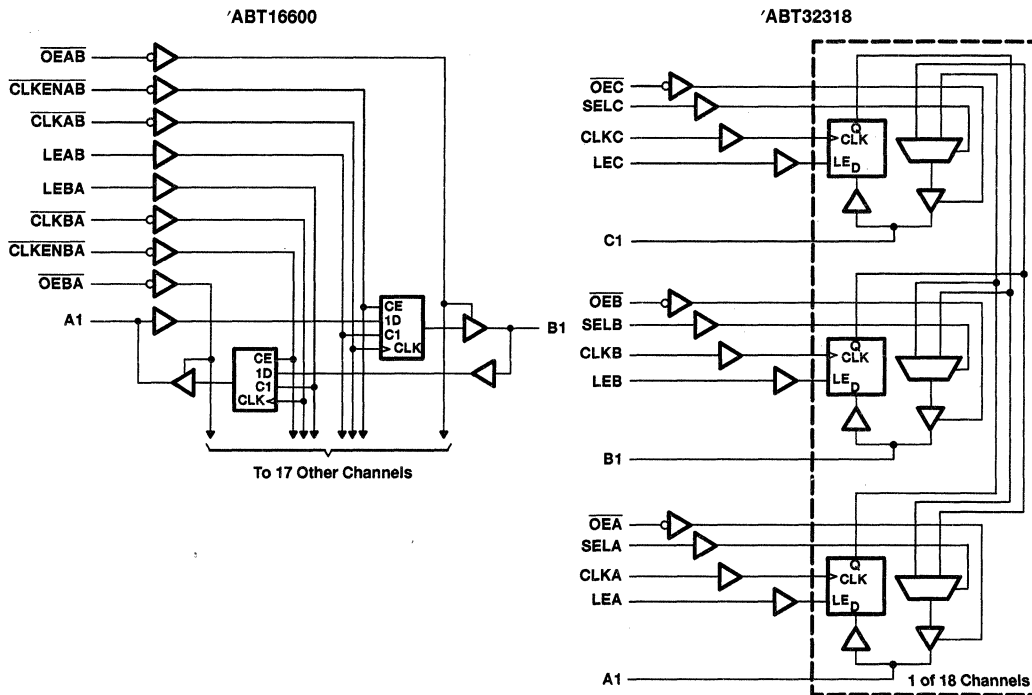 'ABT16600
OEAB
CLKENAB
CLKAB
LEAB
LEBA
CLKBA
CLKENBA
OEBA
A1
CE
1D
C1
CLK
B1
CE
1D
C1
CLK
To 17 Other Channels
'ABT32318
OEC
SELC
CLKC
LEC
Q
CLK
LE
D
C1
OEB
SELB
CLKB
LEB
Q
CLK
LE
D
B1
OEA
SELA
CLKA
LEA
Q
CLK
LE
D
A1
1 of 18 Channels